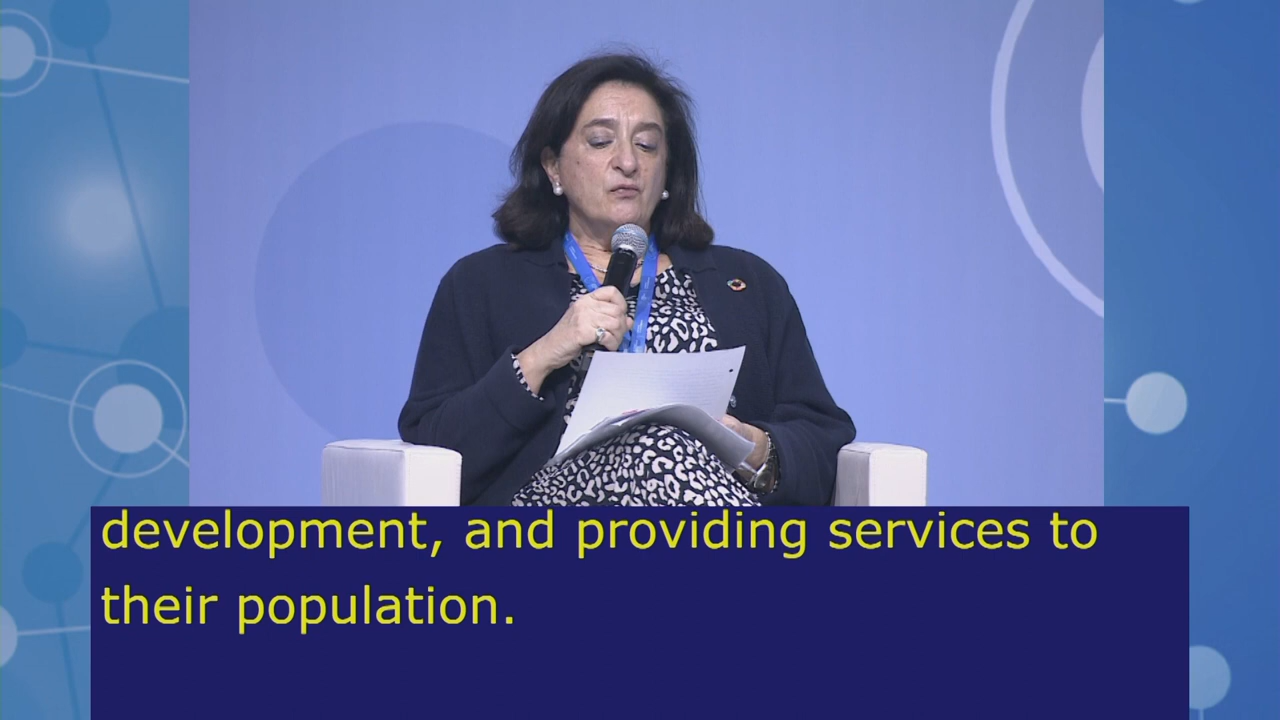 development, and providing services to
their population.